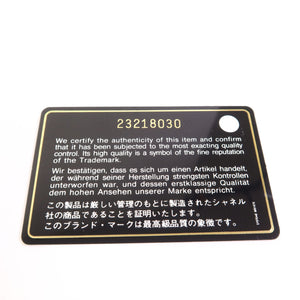 23218030
We certify the authenticity of this item and confirm
that it has been subjected to the most exacting quality
control. Its high quality is a symbol of the fine reputation
of the Trademark.
Wir bestätigen, dass es sich um einen Artikel handelt,
der während seiner Herstellung strengsten Kontrollen
unterworfen war, und dessen erstklassige Qualität
dem hohen Ansehen unserer Marke entspricht.
この製品は厳しい管理のもとに製造されたシャネル
社の商品であることを証明いたします。
このブランド・マークは最高級品の象徴です。